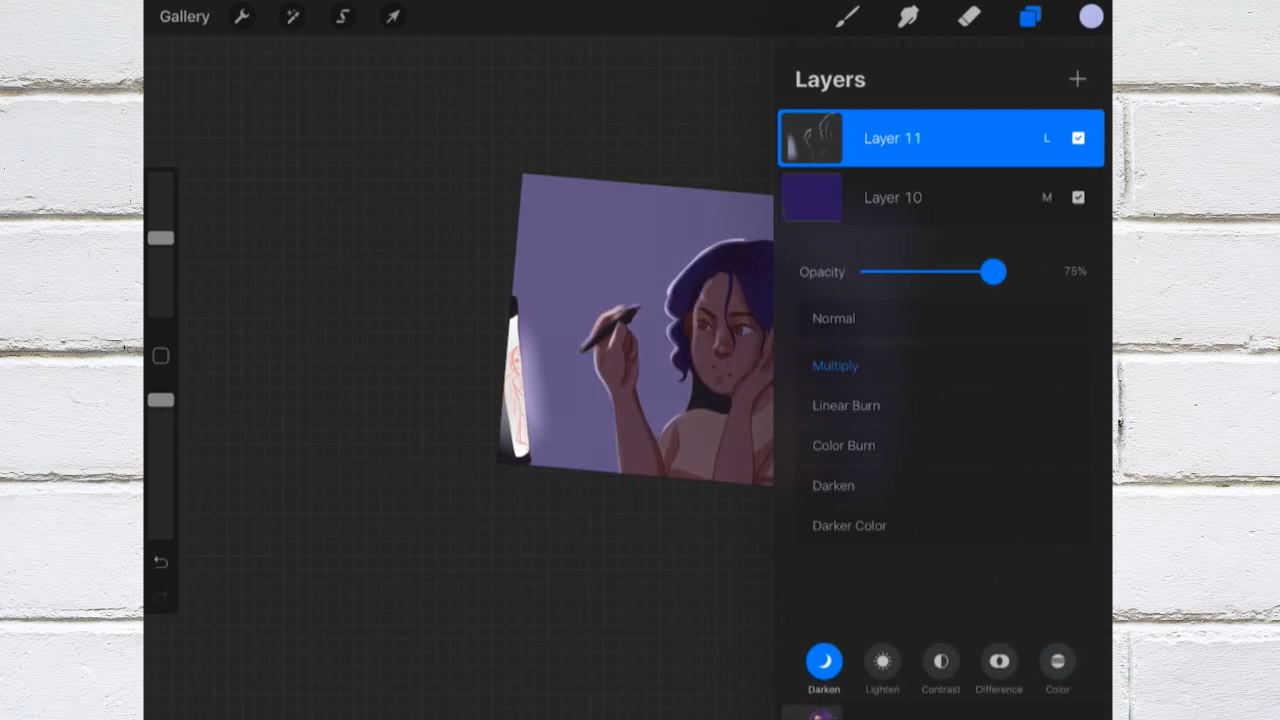 Gallery
Layers
Layer 11 L
Layer 10 M
Opacity 75%
Normal
Multiply
Linear Burn
Color Burn
Darken
Darker Color
Darken Lighten Contrast Difference Color